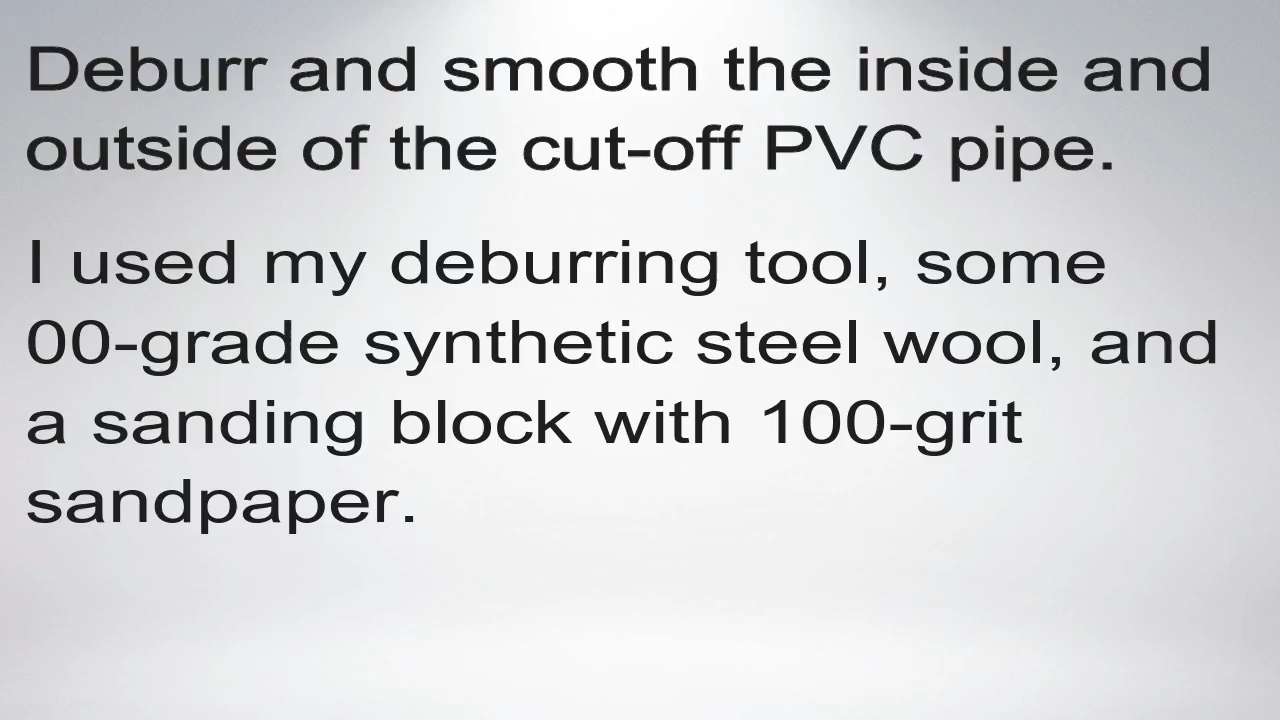 Deburr and smooth the inside and
outside of the cut-off PVC pipe.
I used my deburring tool, some
00-grade synthetic steel wool, and
a sanding block with 100-grit
sandpaper.